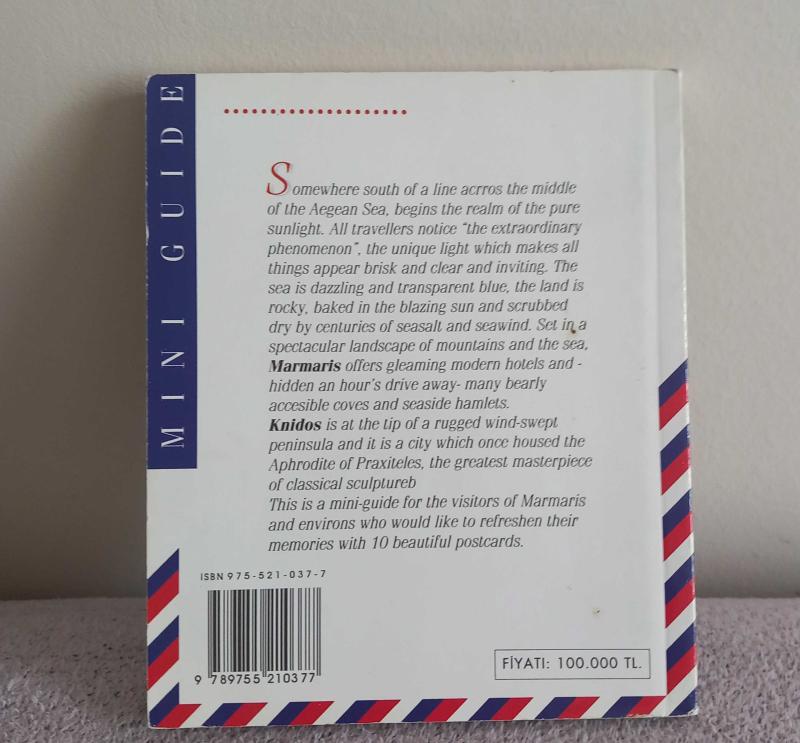 MINI GUIDE
Somewhere south of a line acrros the middle
of the Aegean Sea, begins the realm of the pure
sunlight. All travellers notice "the extraordinary
phenomenon", the unique light which makes all
things appear brisk and clear and inviting. The
sea is dazzling and transparent blue, the land is
rocky, baked in the blazing sun and scrubbed
dry by centuries of seasalt and seawind. Set in a
spectacular landscape of mountains and the sea,
Marmaris offers gleaming modern hotels and -
hidden an hour's drive away- many bearly
accesible coves and seaside hamlets.
Knidos is at the tip of a rugged wind-swept
peninsula and it is a city which once housed the
Aphrodite of Praxiteles, the greatest masterpiece
of classical sculptureb
This is a mini-guide for the visitors of Marmaris
and environs who would like to refreshen their
memories with 10 beautiful postcards.
ISBN 975-521-037-7
9 789755 210377
FİYATI: 100.000 TL.